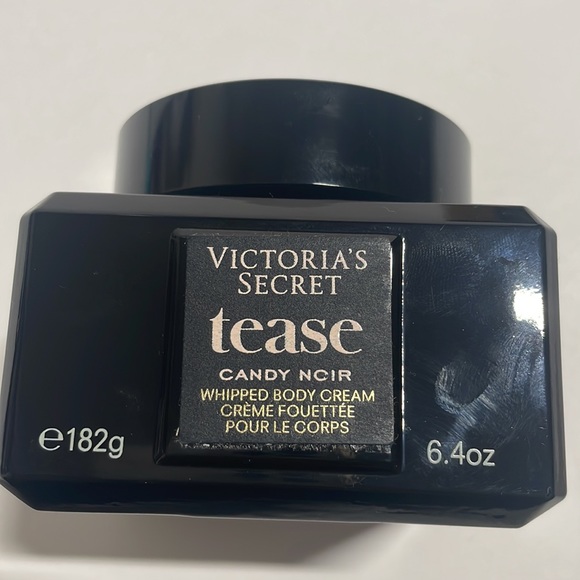 VICTORIA'S
SECRET
tease
CANDY NOIR
WHIPPED BODY CREAM
CRÈME FOUETTÉE
POUR LE CORPS
℮182g
6.4oz